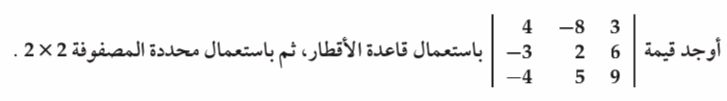 أوجد قيمة | 4 −8 3 | باستعمال قاعدة الأقطار، ثم باستعمال محددة المصفوفة 2 × 2 .
| −3 2 6 |
| −4 5 9 |